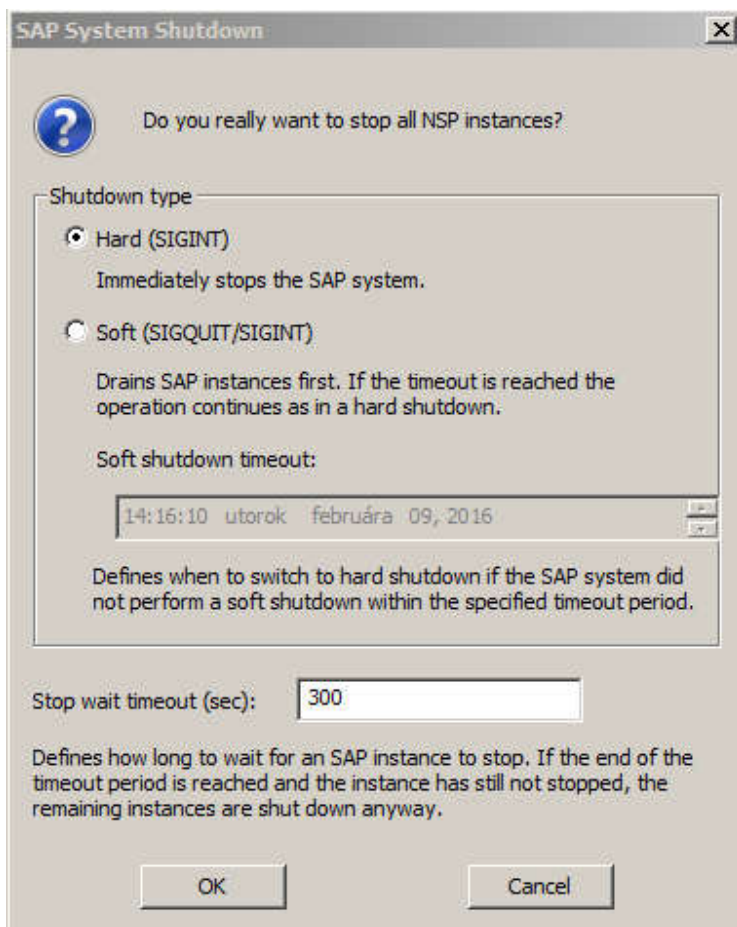 SAP System Shutdown
Do you really want to stop all NSP instances?
Shutdown type
Hard (SIGINT)
Immediately stops the SAP system.
Soft (SIGQUIT/SIGINT)
Drains SAP instances first. If the timeout is reached the
operation continues as in a hard shutdown.
Soft shutdown timeout:
14:16:10 utorok februára 09, 2016
Defines when to switch to hard shutdown if the SAP system did
not perform a soft shutdown within the specified timeout period.
Stop wait timeout (sec): 300
Defines how long to wait for an SAP instance to stop. If the end of the
timeout period is reached and the instance has still not stopped, the
remaining instances are shut down anyway.
OK Cancel